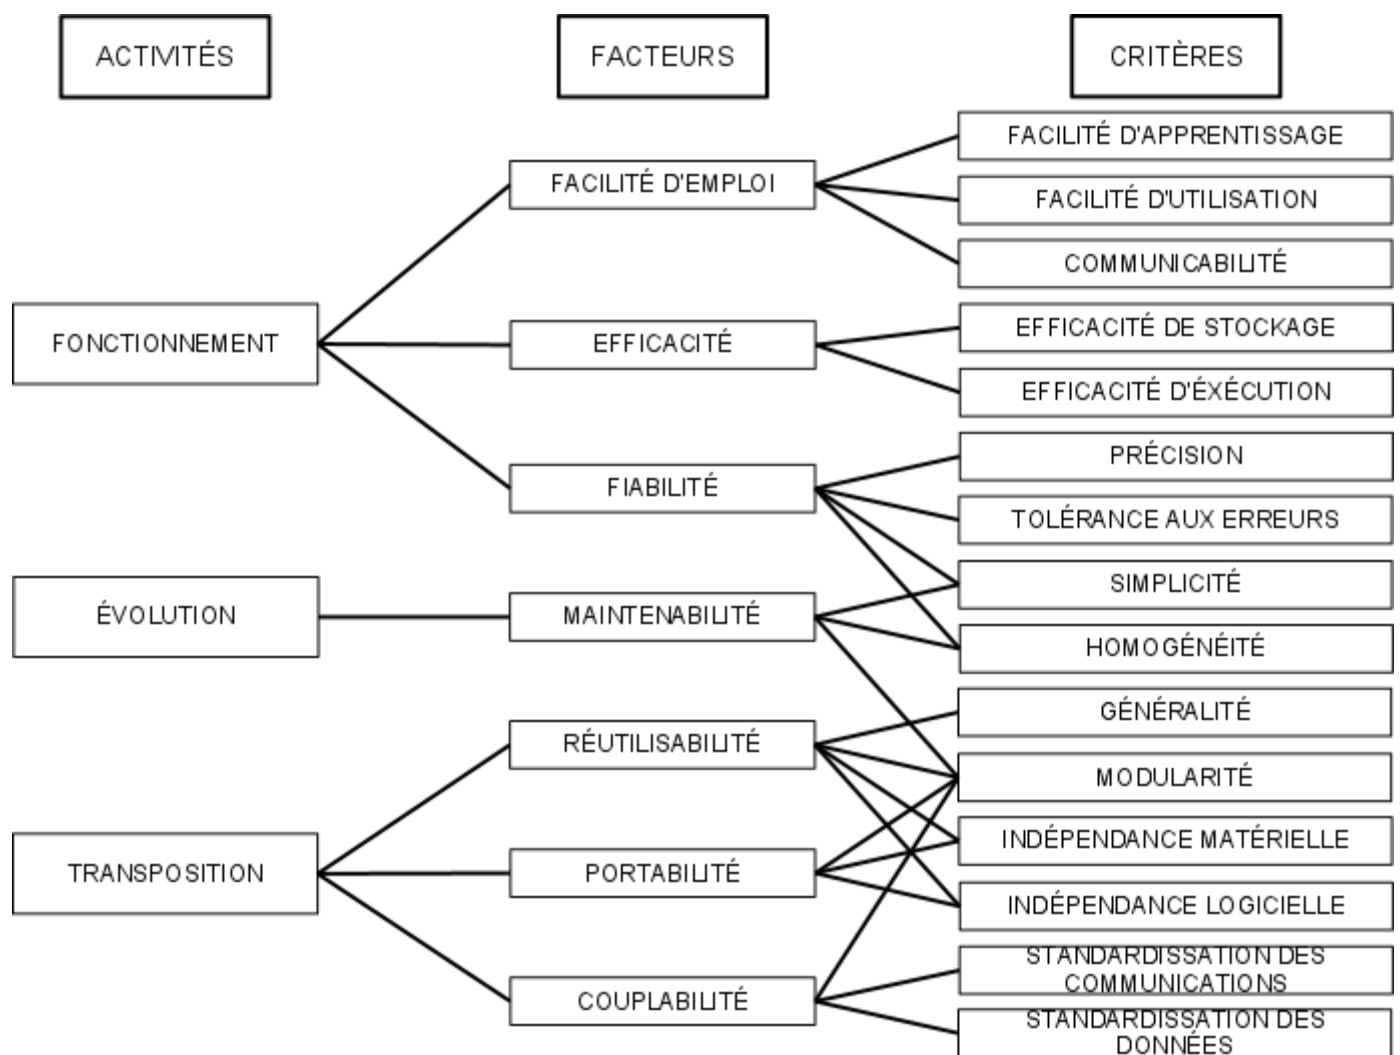 ACTIVITÉS
FACTEURS
CRITÈRES
FACILITÉ D'APPRENTISSAGE
FACILITÉ D'EMPLOI
FACILITÉ D'UTILISATION
COMMUNICABILITÉ
EFFICACITÉ DE STOCKAGE
FONCTIONNEMENT
EFFICACITÉ
EFFICACITÉ D'ÉXÉCUTION
PRÉCISION
FIABILITÉ
TOLÉRANCE AUX ERREURS
SIMPLICITÉ
ÉVOLUTION
MAINTENABILITÉ
HOMOGÉNÉITÉ
GÉNÉRALITÉ
RÉUTILISABILITÉ
MODULARITÉ
INDÉPENDANCE MATÉRIELLE
TRANSPOSITION
PORTABILITÉ
INDÉPENDANCE LOGICIELLE
STANDARDISSATION DES
COMMUNICATIONS
COUPLABILITÉ
STANDARDISSATION DES
DONNÉES